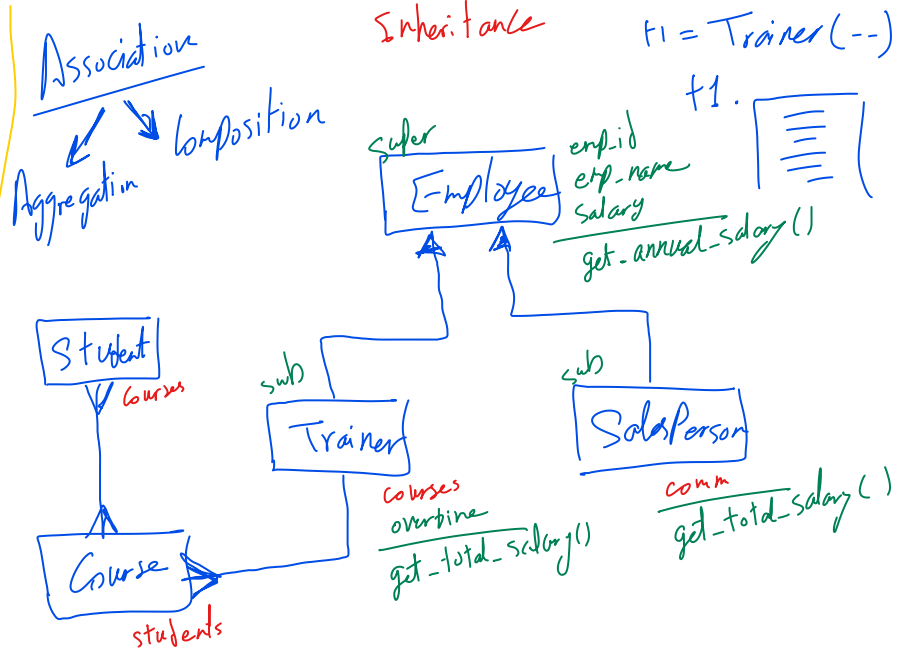 Inheritance
t1 = Trainer(--)
t1.
Association
Composition
Aggregation
super
Employee
emp_id
emp_name
salary
get_annual_salary()
Student
courses
sub
Trainer
sub
SalesPerson
courses
overtime
get_total_salary()
comm
get_total_salary()
Course
students